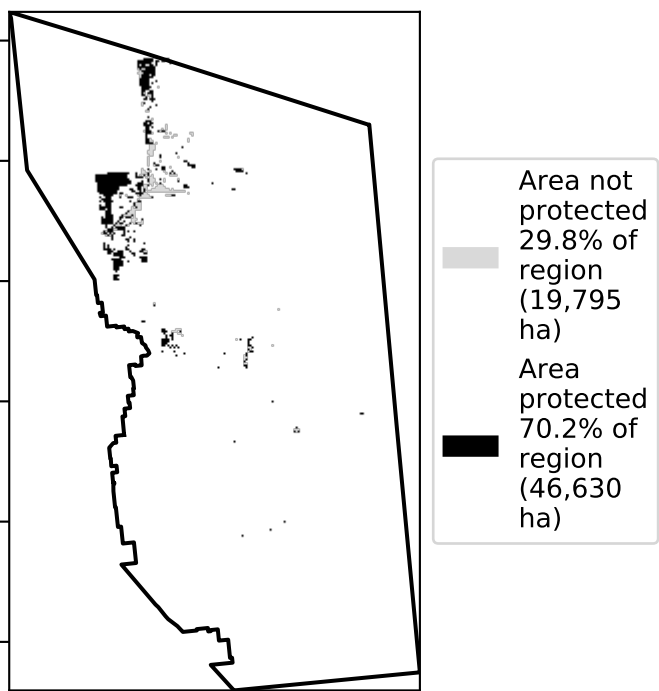 Area not
protected
29.8% of
region
(19,795
ha)
Area
protected
70.2% of
region
(46,630
ha)